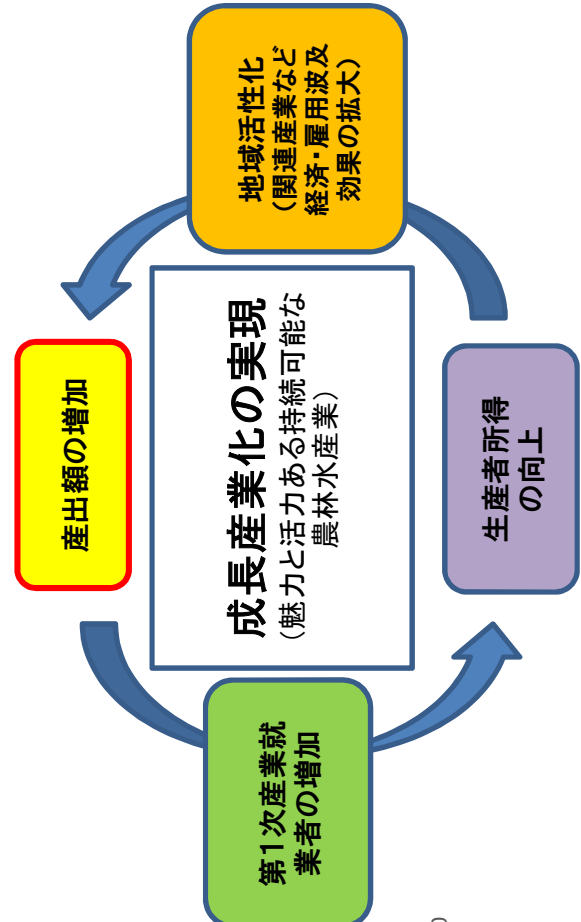 産出額の増加
地域活性化
（関連産業など
経済・雇用波及
効果の拡大）
成長産業化の実現
（魅力と活力ある持続可能な
農林水産業）
第１次産業就
業者の増加
生産者所得
の向上